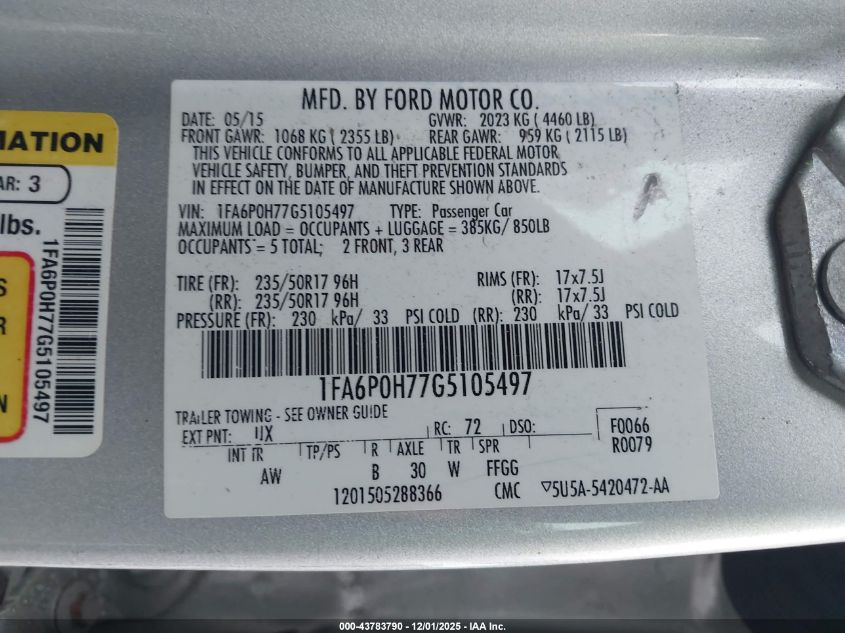 MATION
AR: 3
lbs.
S
R
N
1FA6P0H77G5105497
MFD. BY FORD MOTOR CO.
DATE: 05/15 GVWR: 2023 KG ( 4460 LB)
FRONT GAWR: 1068 KG ( 2355 LB) REAR GAWR: 959 KG ( 2115 LB)
THIS VEHICLE CONFORMS TO ALL APPLICABLE FEDERAL MOTOR
VEHICLE SAFETY, BUMPER, AND THEFT PREVENTION STANDARDS
IN EFFECT ON THE DATE OF MANUFACTURE SHOWN ABOVE.
A
VIN: 1FA6P0H77G5105497 TYPE: Passenger Car
MAXIMUM LOAD = OCCUPANTS + LUGGAGE = 385KG/ 850LB
OCCUPANTS = 5 TOTAL; 2 FRONT, 3 REAR
TIRE (FR): 235/50R17 96H RIMS (FR): 17x7.5J
(RR): 235/50R17 96H (RR): 17x7.5J
PRESSURE (FR): 230 kPa/ 33 PSI COLD (RR): 230 kPa/ 33 PSI COLD
1FA6P0H77G5105497
TRAILER TOWING - SEE OWNER GUIDE
EXT PNT: UX RC: 72 DSO: F0066
R0079
INT TR TP/PS R AXLE TR SPR
AW B 30 W FFGG
1201505288366 CMC ▽5U5A-5420472-AA
000-43783790 - 12/01/2025 - IAA Inc.